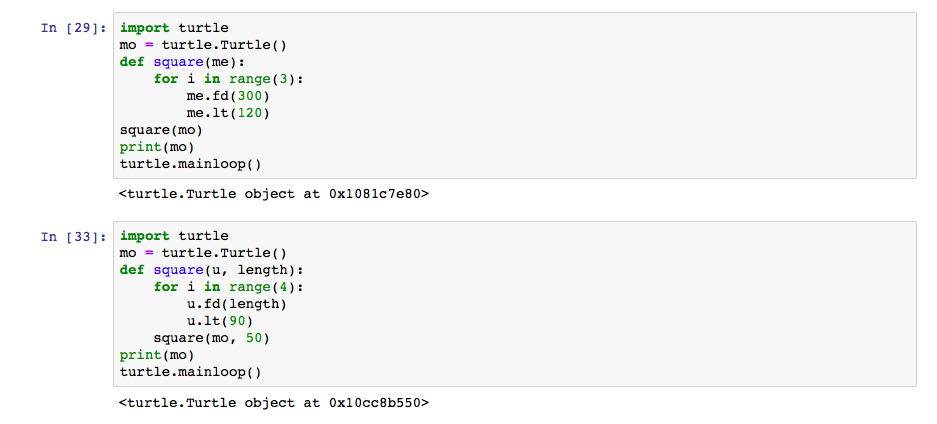 In [29]: import turtle
mo = turtle.Turtle()
def square(me):
    for i in range(3):
        me.fd(300)
        me.lt(120)
square(mo)
print(mo)
turtle.mainloop()
<turtle.Turtle object at 0x1081c7e80>
In [33]: import turtle
mo = turtle.Turtle()
def square(u, length):
    for i in range(4):
        u.fd(length)
        u.lt(90)
    square(mo, 50)
print(mo)
turtle.mainloop()
<turtle.Turtle object at 0x10cc8b550>